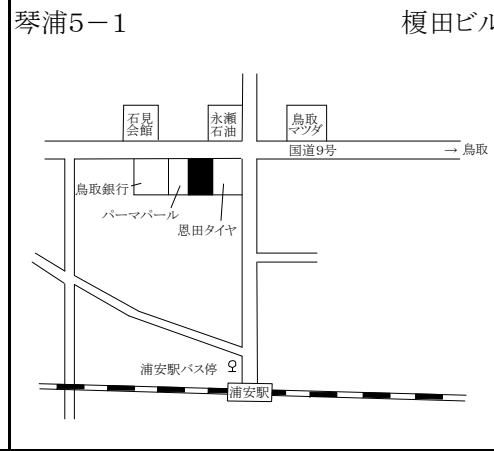 琴浦5－1
榎田ビル
石見
会館
永瀬
石油
鳥取
マツダ
国道9号
→ 鳥取
鳥取銀行
パーマパール
恩田タイヤ
浦安駅バス停
浦安駅